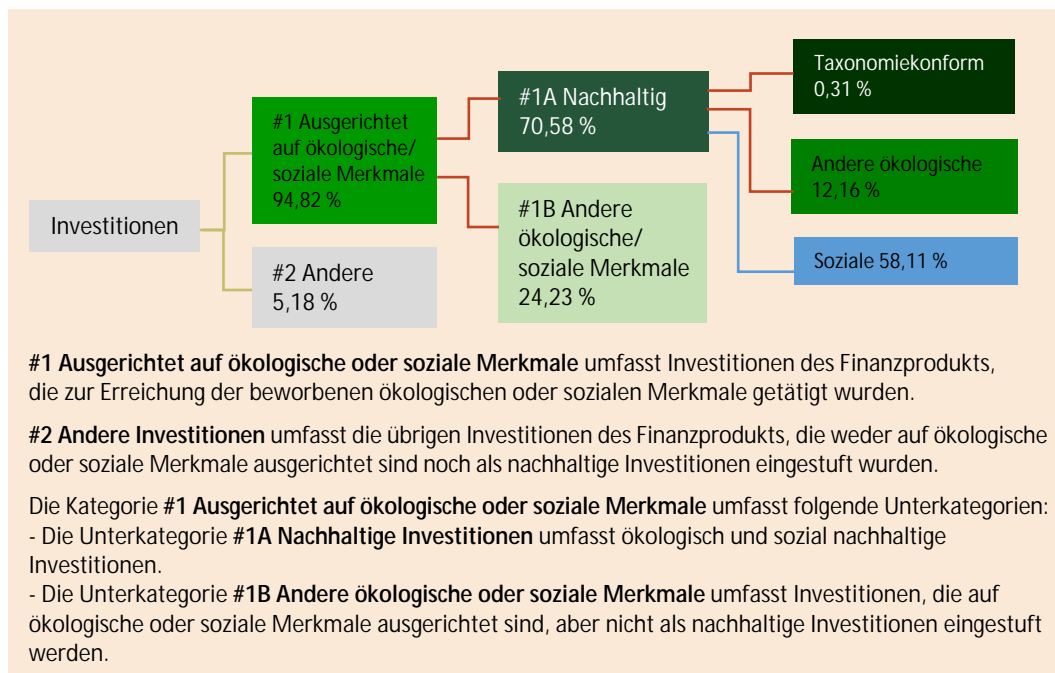 Investitionen
#1 Ausgerichtet
auf ökologische/
soziale Merkmale
94,82 %
#2 Andere
5,18 %
#1A Nachhaltig
70,58 %
#1B Andere
ökologische/
soziale Merkmale
24,23 %
Taxonomiekonform
0,31 %
Andere ökologische
12,16 %
Soziale 58,11 %
#1 Ausgerichtet auf ökologische oder soziale Merkmale umfasst Investitionen des Finanzprodukts,
die zur Erreichung der beworbenen ökologischen oder sozialen Merkmale getätigt wurden.
#2 Andere Investitionen umfasst die übrigen Investitionen des Finanzprodukts, die weder auf ökologische
oder soziale Merkmale ausgerichtet sind noch als nachhaltige Investitionen eingestuft wurden.
Die Kategorie #1 Ausgerichtet auf ökologische oder soziale Merkmale umfasst folgende Unterkategorien:
- Die Unterkategorie #1A Nachhaltige Investitionen umfasst ökologisch und sozial nachhaltige
Investitionen.
- Die Unterkategorie #1B Andere ökologische oder soziale Merkmale umfasst Investitionen, die auf
ökologische oder soziale Merkmale ausgerichtet sind, aber nicht als nachhaltige Investitionen eingestuft
werden.